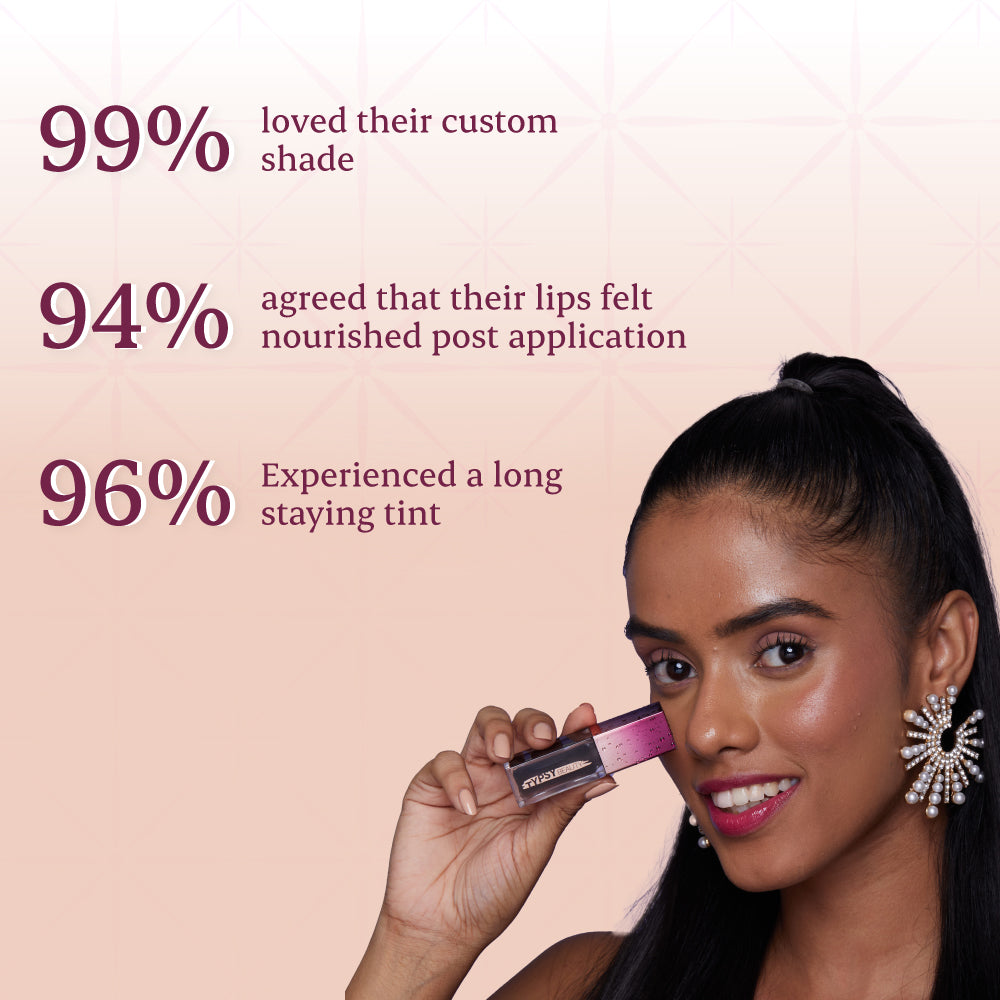 99%
loved their custom
shade
94%
agreed that their lips felt
nourished post application
96%
Experienced a long
staying tint
TYPSY BEAUTY